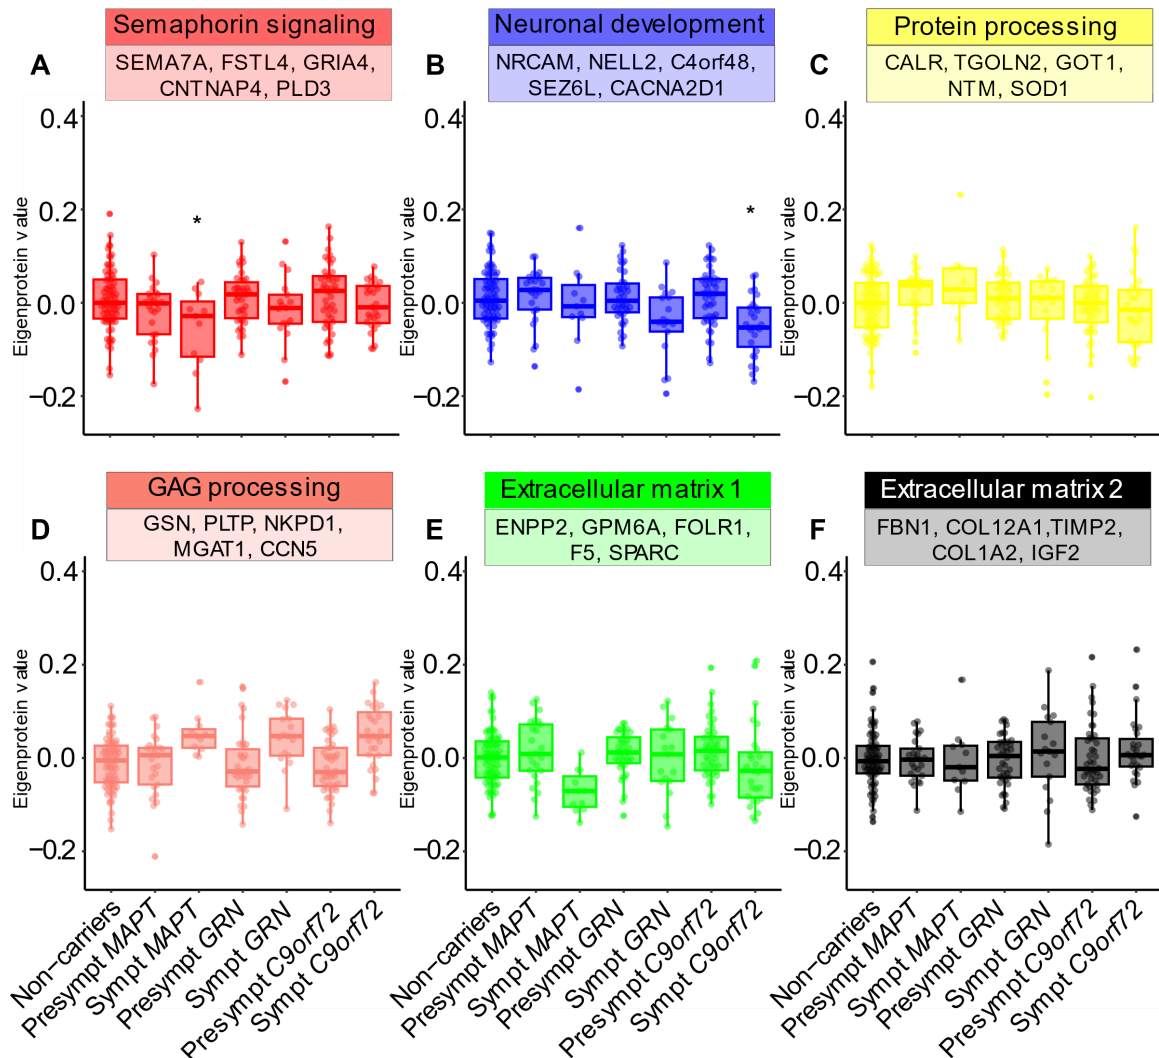 Semaphorin signaling
Neuronal development
Protein processing
A
SEMA7A, FSTL4, GRIA4,
CNTNAP4, PLD3
B
NRCAM, NELL2, C4orf48,
SEZ6L, CACNA2D1
C
CALR, TGOLN2, GOT1,
NTM, SOD1
Eigenprotein value
0.4
0.2
0.0
−0.2
*
Eigenprotein value
0.4
0.2
0.0
−0.2
*
Eigenprotein value
0.4
0.2
0.0
−0.2
GAG processing
Extracellular matrix 1
Extracellular matrix 2
D
GSN, PLTP, NKPD1,
MGAT1, CCN5
E
ENPP2, GPM6A, FOLR1,
F5, SPARC
F
FBN1, COL12A1,TIMP2,
COL1A2, IGF2
Eigenprotein value
0.4
0.2
0.0
−0.2
Eigenprotein value
0.4
0.2
0.0
−0.2
Eigenprotein value
0.4
0.2
0.0
−0.2
Non−carriers
Presympt MAPT
Sympt MAPT
Presympt GRN
Sympt GRN
Presympt C9orf72
Sympt C9orf72
Non−carriers
Presympt MAPT
Sympt MAPT
Presympt GRN
Sympt GRN
Presympt C9orf72
Sympt C9orf72
Non−carriers
Presympt MAPT
Sympt MAPT
Presympt GRN
Sympt GRN
Presympt C9orf72
Sympt C9orf72